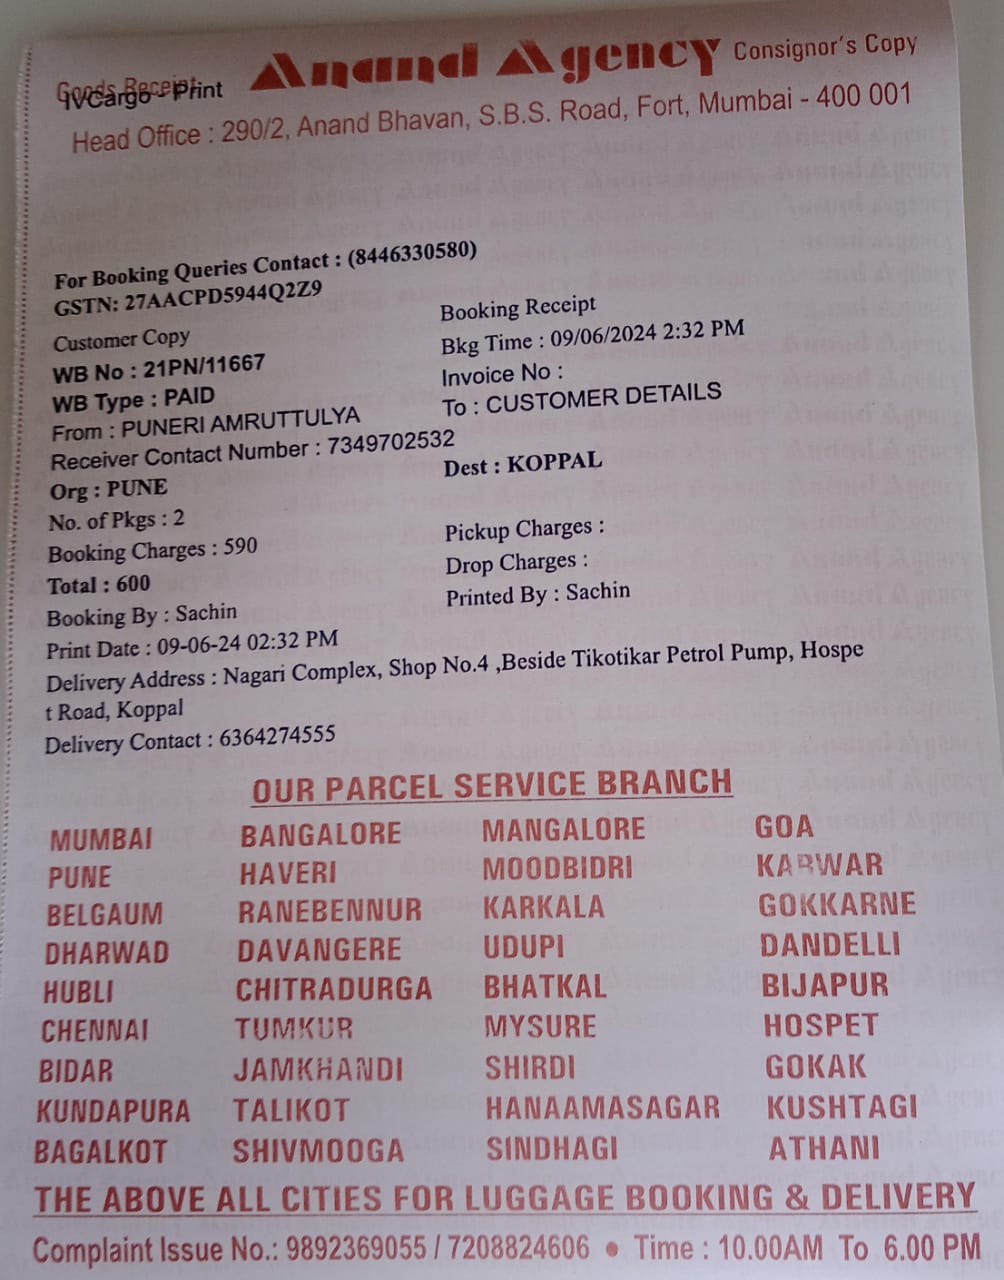 Anand Agency Consignor's Copy
Goods Receipt
IVCargo - Print
Head Office : 290/2, Anand Bhavan, S.B.S. Road, Fort, Mumbai - 400 001
For Booking Queries Contact : (8446330580)
GSTN: 27AACPD5944Q2Z9
Customer Copy Booking Receipt
WB No : 21PN/11667 Bkg Time : 09/06/2024 2:32 PM
WB Type : PAID Invoice No :
From : PUNERI AMRUTTULYA To : CUSTOMER DETAILS
Receiver Contact Number : 7349702532
Org : PUNE Dest : KOPPAL
No. of Pkgs : 2
Booking Charges : 590 Pickup Charges :
Total : 600 Drop Charges :
Booking By : Sachin Printed By : Sachin
Print Date : 09-06-24 02:32 PM
Delivery Address : Nagari Complex, Shop No.4 ,Beside Tikotikar Petrol Pump, Hospe
t Road, Koppal
Delivery Contact : 6364274555
OUR PARCEL SERVICE BRANCH
MUMBAI BANGALORE MANGALORE GOA
PUNE HAVERI MOODBIDRI KARWAR
BELGAUM RANEBENNUR KARKALA GOKKARNE
DHARWAD DAVANGERE UDUPI DANDELLI
HUBLI CHITRADURGA BHATKAL BIJAPUR
CHENNAI TUMKUR MYSURE HOSPET
BIDAR JAMKHANDI SHIRDI GOKAK
KUNDAPURA TALIKOT HANAAMASAGAR KUSHTAGI
BAGALKOT SHIVMOOGA SINDHAGI ATHANI
THE ABOVE ALL CITIES FOR LUGGAGE BOOKING & DELIVERY
Complaint Issue No.: 9892369055 / 7208824606 ● Time : 10.00AM To 6.00 PM